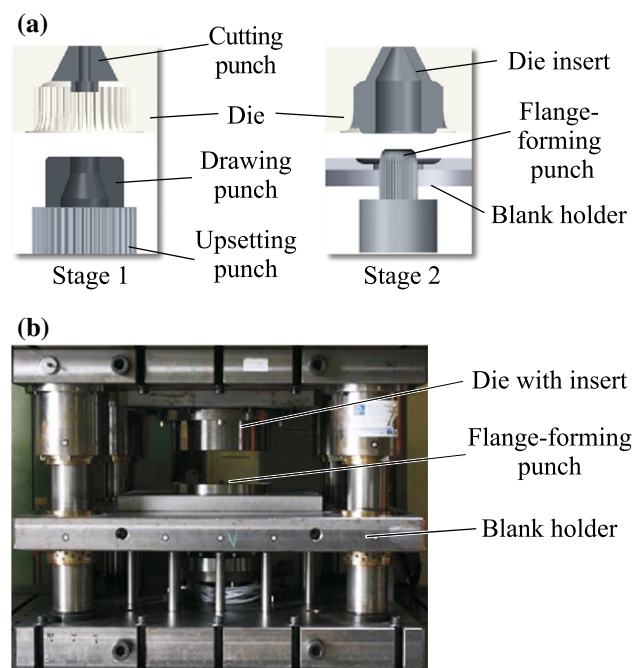 (a)
Cutting
punch
Die
Drawing
punch
Upsetting
punch
Stage 1
Die insert
Flange-
forming
punch
Blank holder
Stage 2
(b)
Die with insert
Flange-forming
punch
Blank holder